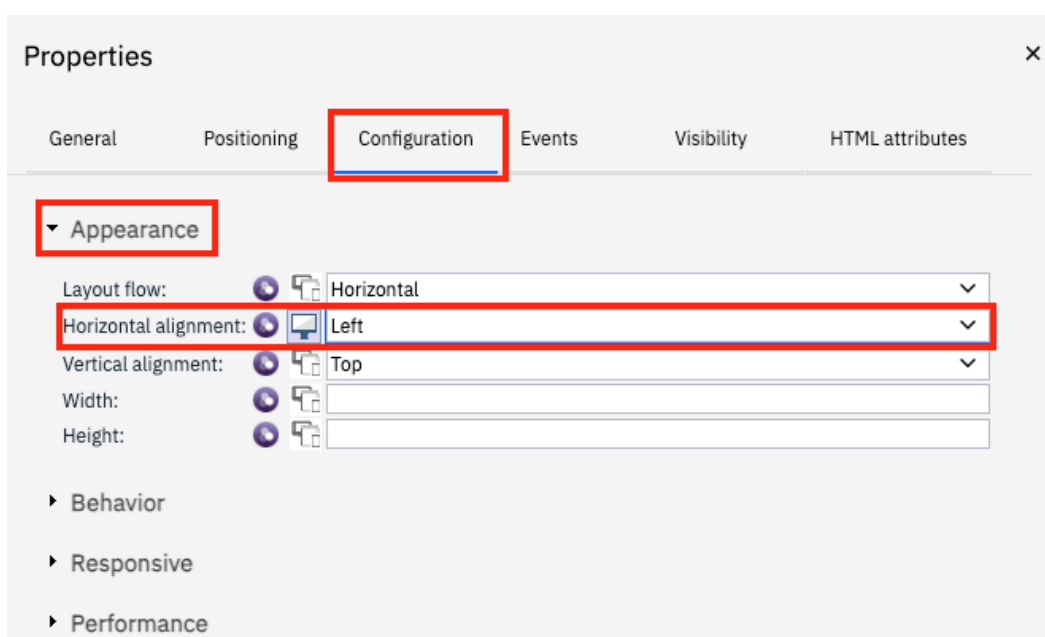 Properties ×
General Positioning Configuration Events Visibility HTML attributes
Appearance
Layout flow: Horizontal
Horizontal alignment: Left
Vertical alignment: Top
Width:
Height:
Behavior
Responsive
Performance